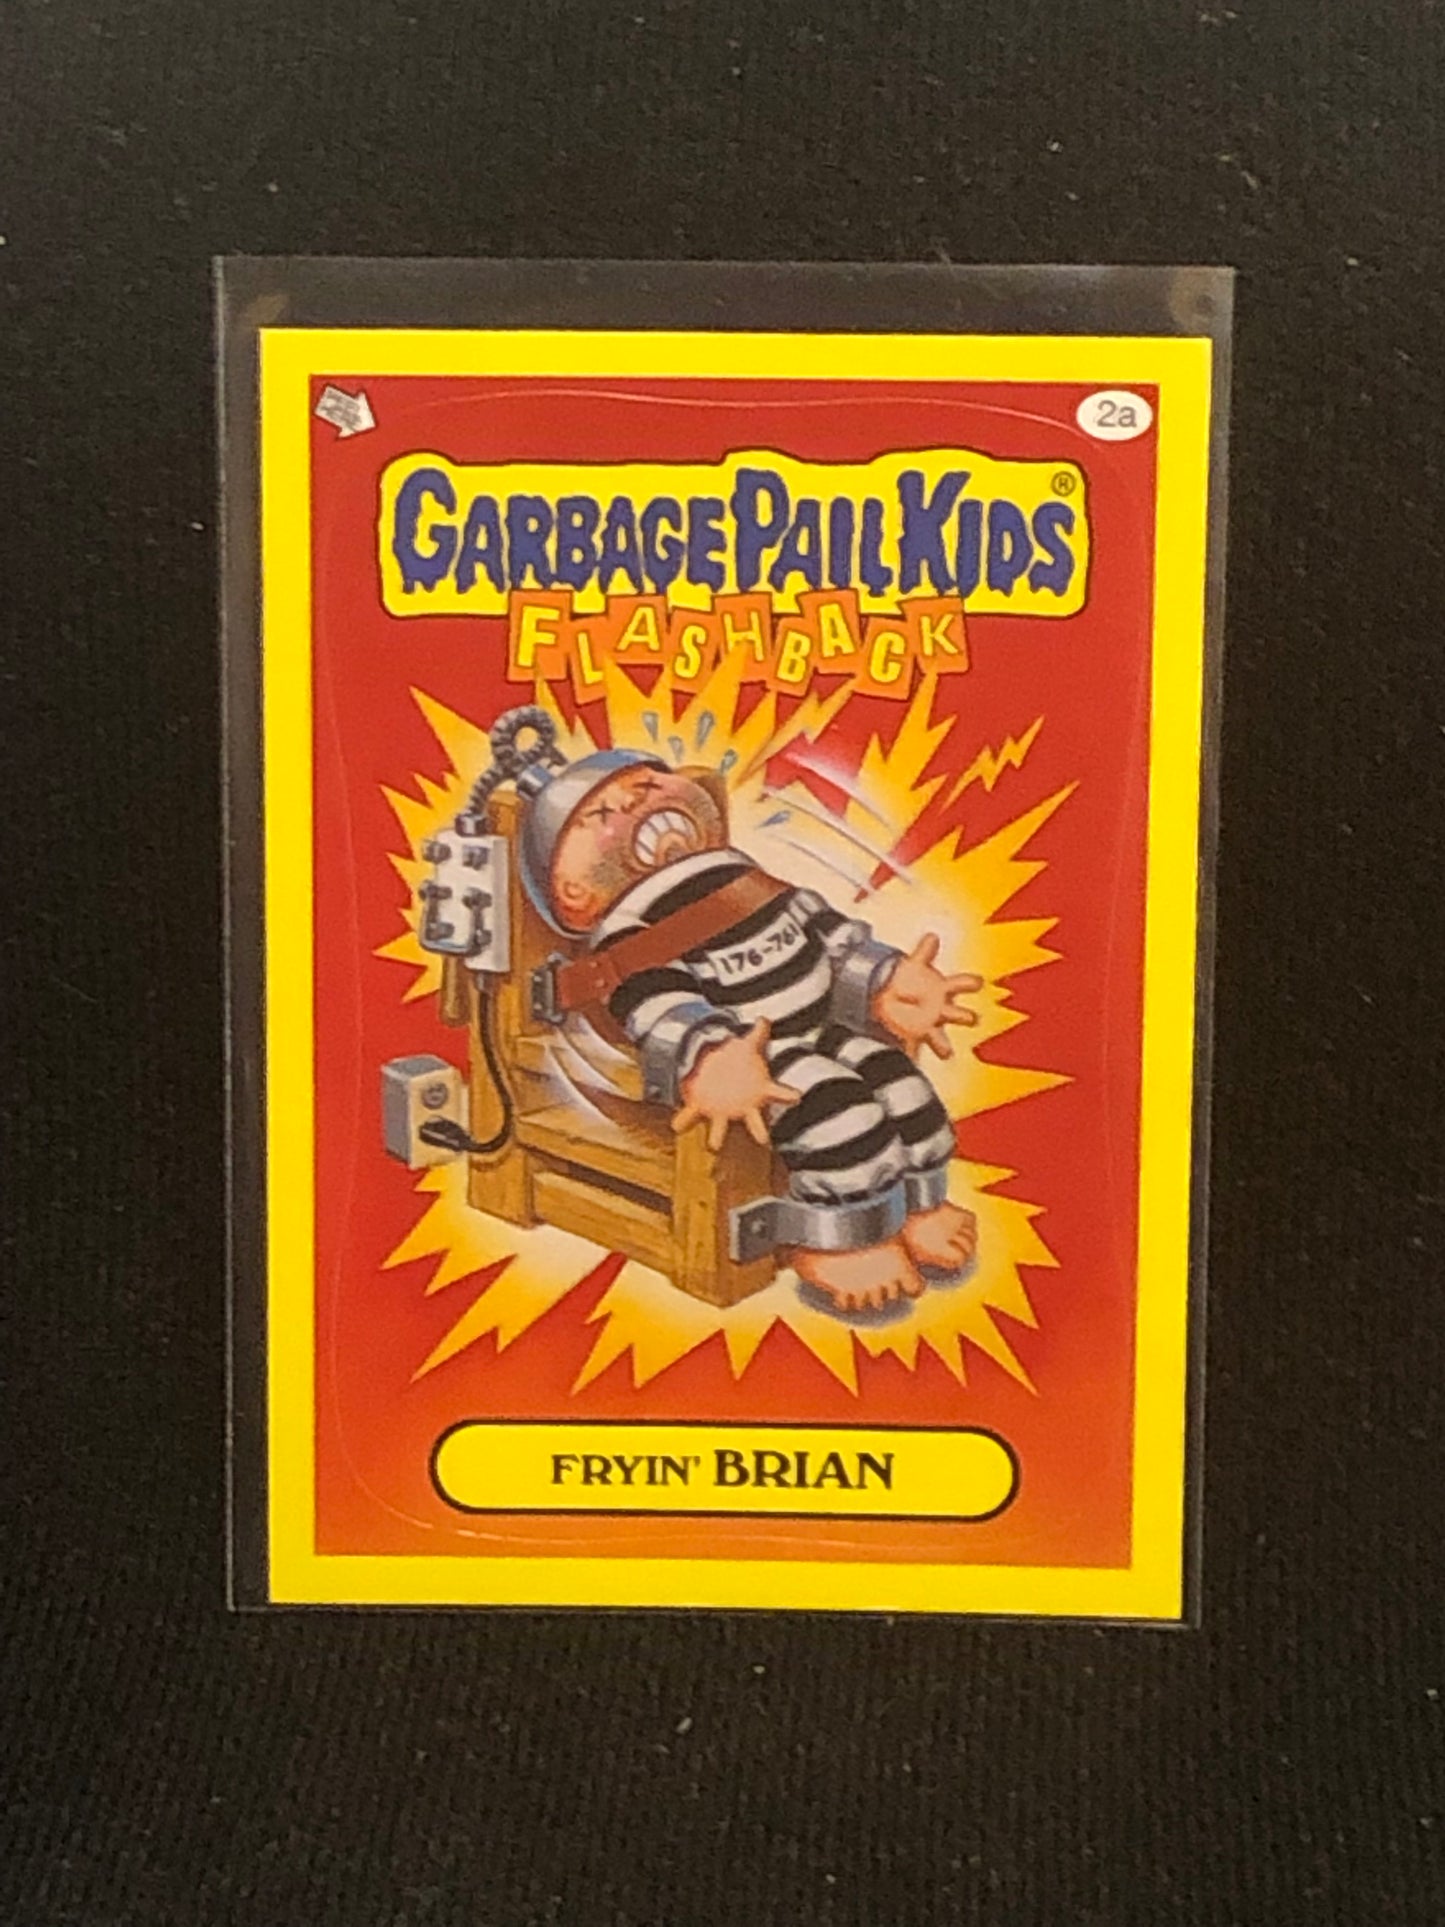 2a
GARBAGE PAIL KIDS®
FLASHBACK
176-761
FRYIN' BRIAN